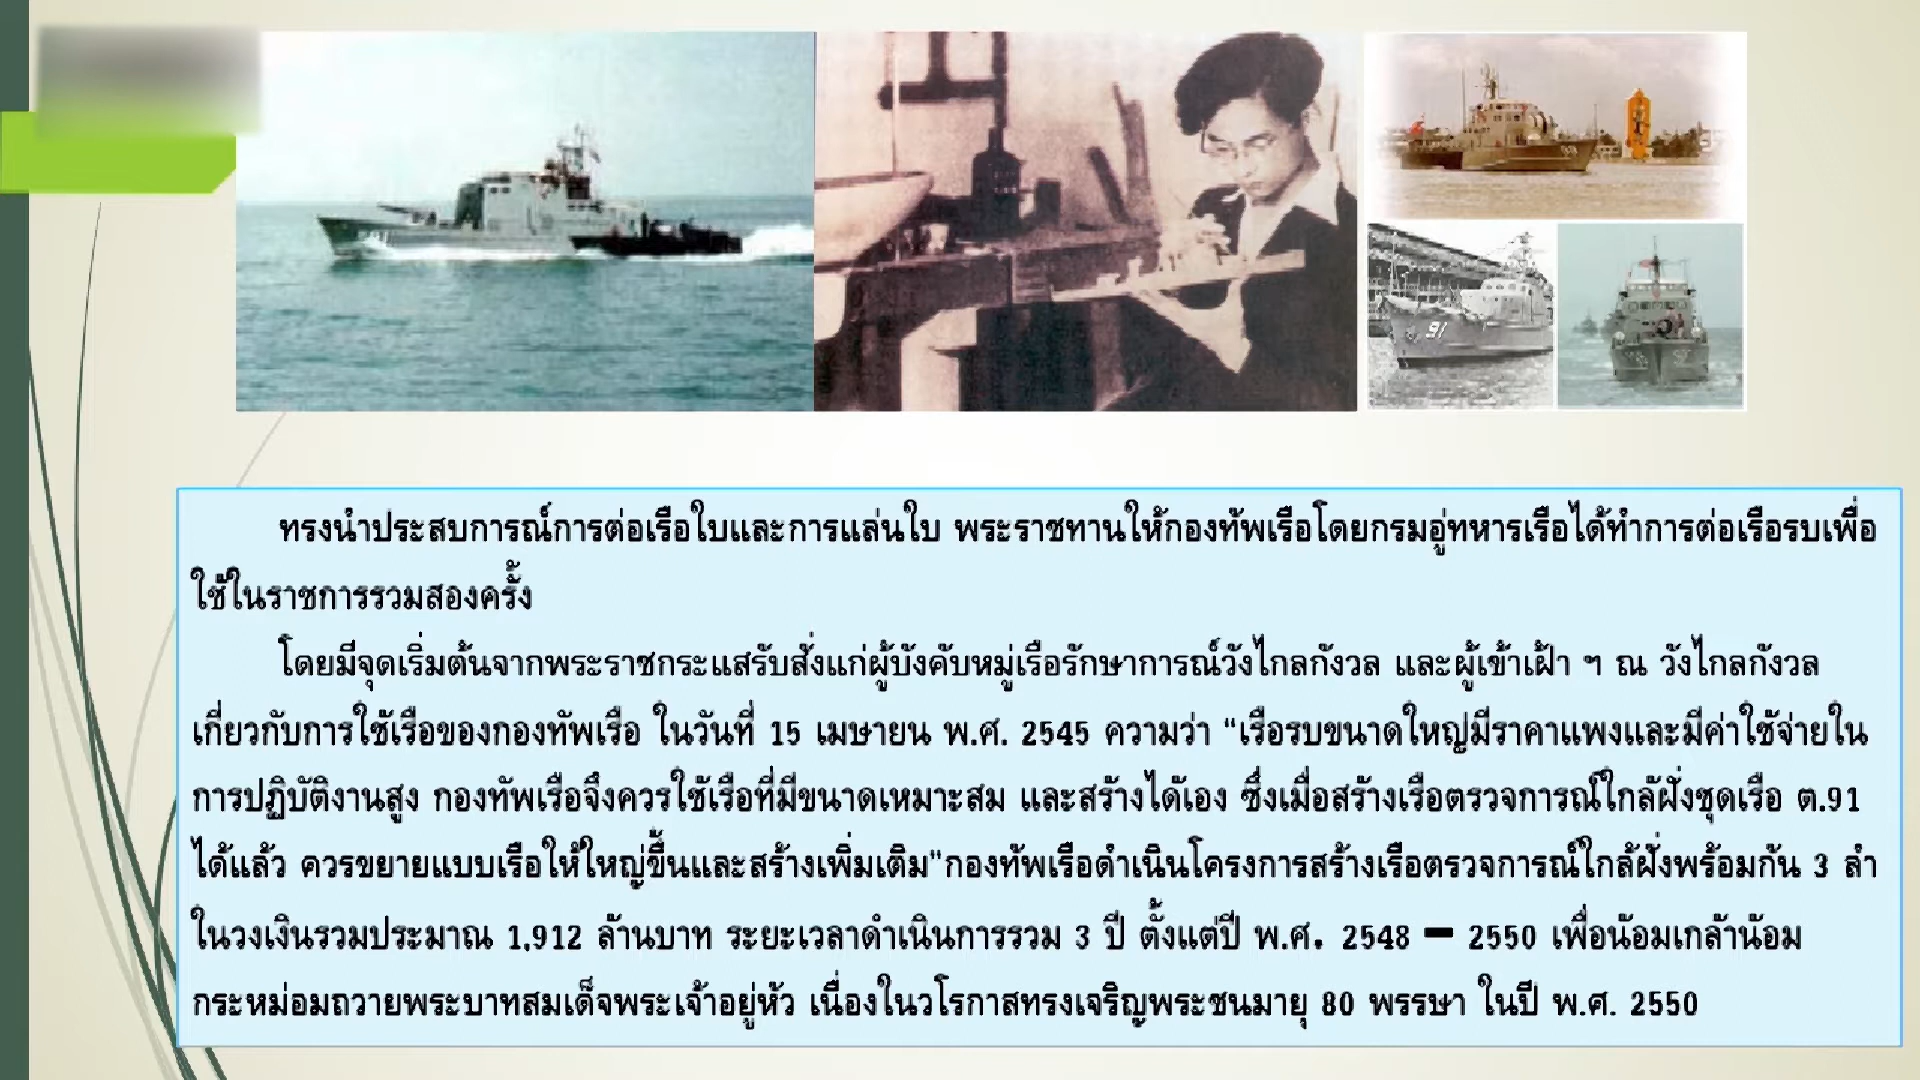 91
ทรงนำประสบการณ์การต่อเรือใบและการแล่นใบ พระราชทานให้กองทัพเรือโดยกรมอู่ทหารเรือได้ทำการต่อเรือรบเพื่อ
ใช้ในราชการรวมสองครั้ง
โดยมีจุดเริ่มต้นจากพระราชกระแสรับสั่งแก่ผู้บังคับหมู่เรือรักษาการณ์วังไกลกังวล และผู้เข้าเฝ้า ฯ ณ วังไกลกังวล
เกี่ยวกับการใช้เรือของกองทัพเรือ ในวันที่ 15 เมษายน พ.ศ. 2545 ความว่า "เรือรบขนาดใหญ่มีราคาแพงและมีค่าใช้จ่ายใน
การปฏิบัติงานสูง กองทัพเรือจึงควรใช้เรือที่มีขนาดเหมาะสม และสร้างได้เอง ซึ่งเมื่อสร้างเรือตรวจการณ์ใกล้ฝั่งชุดเรือ ต.91
ได้แล้ว ควรขยายแบบเรือให้ใหญ่ขึ้นและสร้างเพิ่มเติม"กองทัพเรือดำเนินโครงการสร้างเรือตรวจการณ์ใกล้ฝั่งพร้อมกัน 3 ลำ
ในวงเงินรวมประมาณ 1,912 ล้านบาท ระยะเวลาดำเนินการรวม 3 ปี ตั้งแต่ปี พ.ศ. 2548 – 2550 เพื่อน้อมเกล้าน้อม
กระหม่อมถวายพระบาทสมเด็จพระเจ้าอยู่หัว เนื่องในวโรกาสทรงเจริญพระชนมายุ 80 พรรษา ในปี พ.ศ. 2550